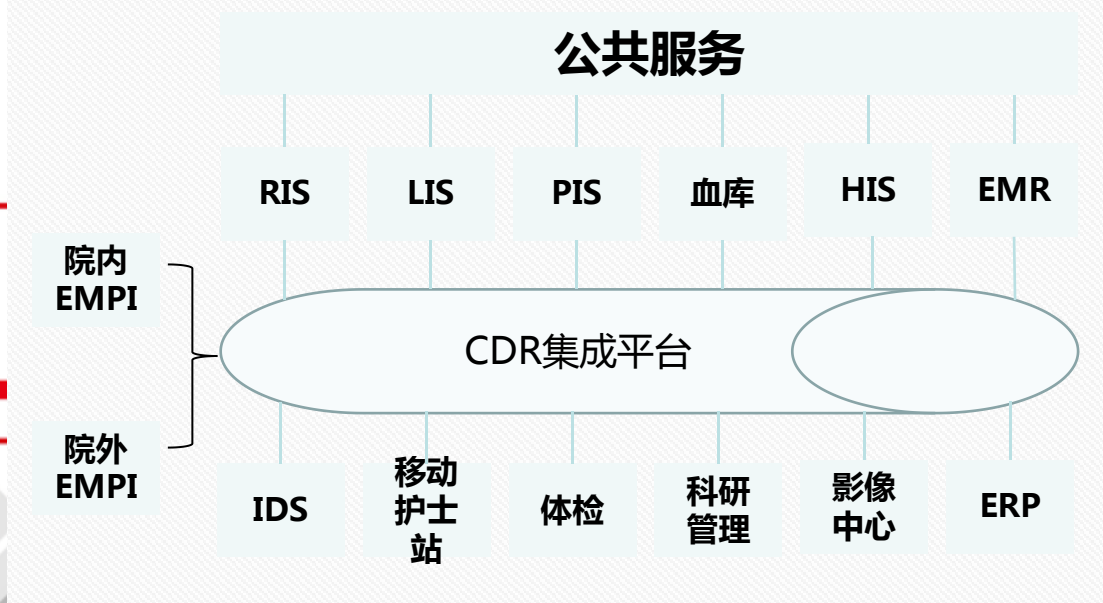 公共服务
RIS
LIS
PIS
血库
HIS
EMR
院内
EMPI
CDR集成平台
院外
EMPI
IDS
移动
护士
站
体检
科研
管理
影像
中心
ERP